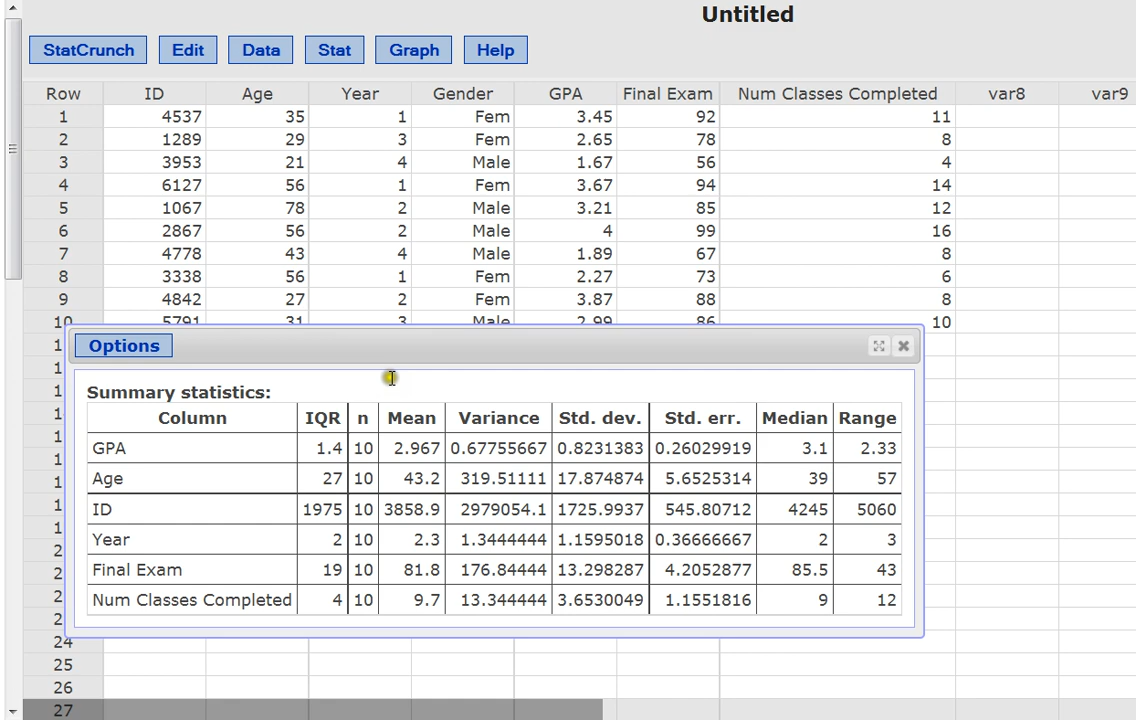 Untitled
StatCrunch Edit Data Stat Graph Help
Row ID Age Year Gender GPA Final Exam Num Classes Completed var8 var9
1 4537 35 1 Fem 3.45 92 11
2 1289 29 3 Fem 2.65 78 8
3 3953 21 4 Male 1.67 56 4
4 6127 56 1 Fem 3.67 94 14
5 1067 78 2 Male 3.21 85 12
6 2867 56 2 Male 4 99 16
7 4778 43 4 Male 1.89 67 8
8 3338 56 1 Fem 2.27 73 6
9 4842 27 2 Fem 3.87 88 8
10 5791 31 3 Male 2.99 86 10
Options
Summary statistics:
Column IQR n Mean Variance Std. dev. Std. err. Median Range
GPA 1.4 10 2.967 0.67755667 0.8231383 0.26029919 3.1 2.33
Age 27 10 43.2 319.51111 17.874874 5.6525314 39 57
ID 1975 10 3858.9 2979054.1 1725.9937 545.80712 4245 5060
Year 2 10 2.3 1.3444444 1.1595018 0.36666667 2 3
Final Exam 19 10 81.8 176.84444 13.298287 4.2052877 85.5 43
Num Classes Completed 4 10 9.7 13.344444 3.6530049 1.1551816 9 12
24
25
26
27